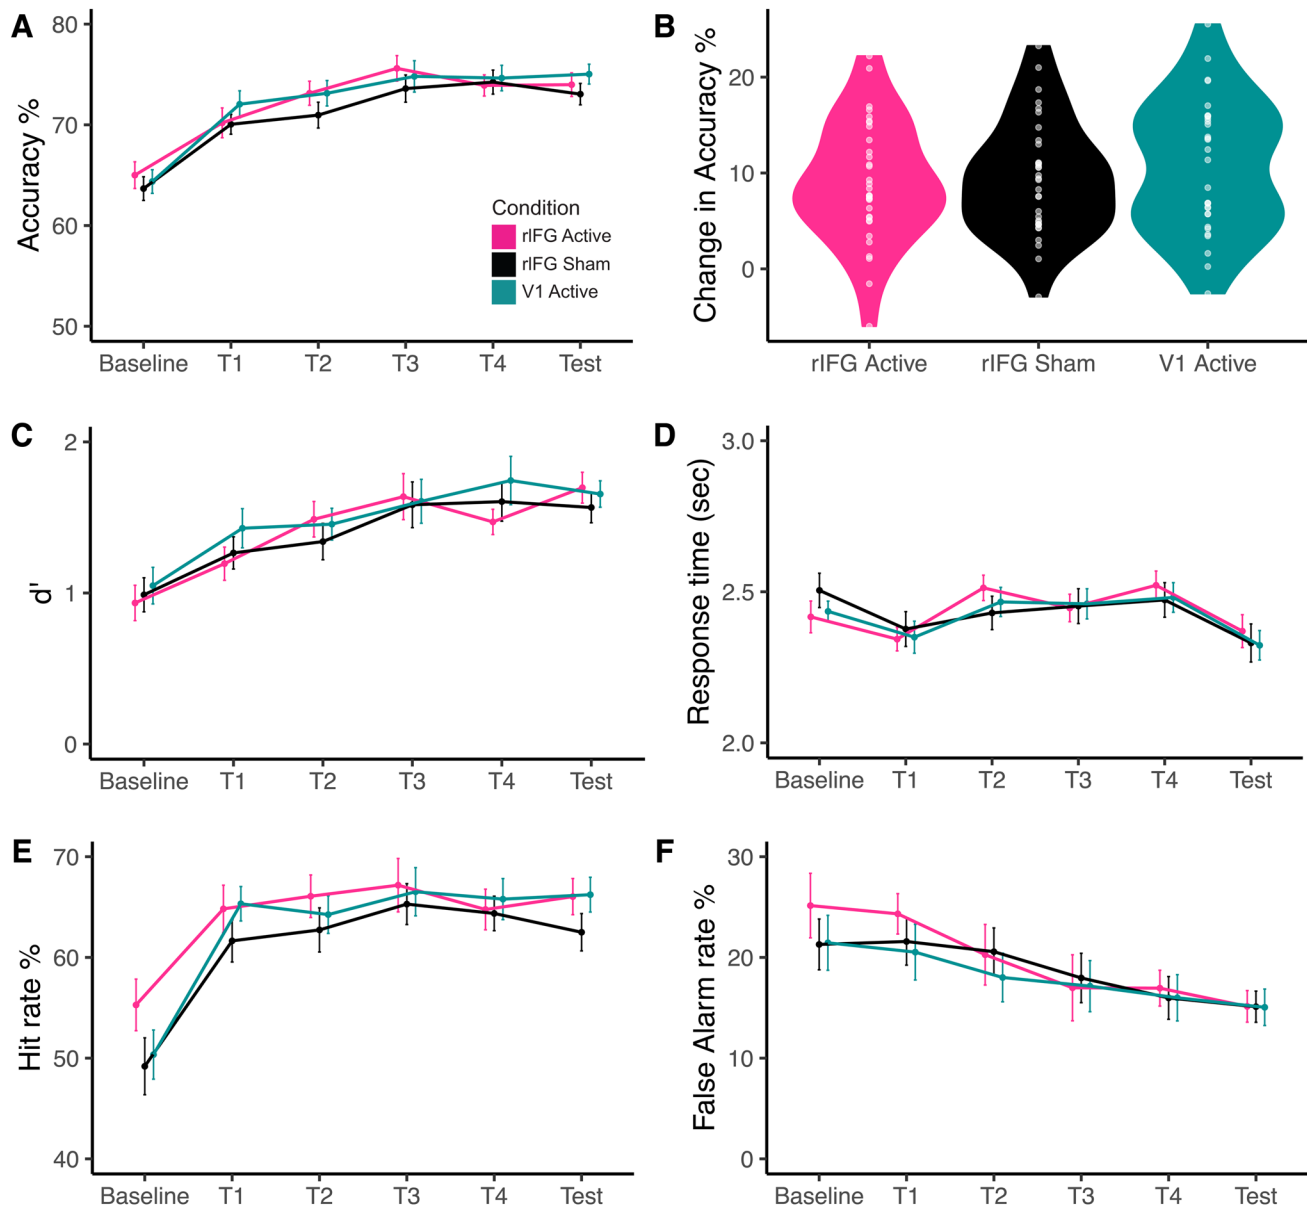 A
Accuracy %
80
70
60
50
Baseline T1 T2 T3 T4 Test
Condition
rIFG Active
rIFG Sham
V1 Active
B
Change in Accuracy %
20
10
0
rIFG Active rIFG Sham V1 Active
C
d'
2
1
0
Baseline T1 T2 T3 T4 Test
D
Response time (sec)
3.0
2.5
2.0
Baseline T1 T2 T3 T4 Test
E
Hit rate %
70
60
50
40
Baseline T1 T2 T3 T4 Test
F
False Alarm rate %
30
20
10
0
Baseline T1 T2 T3 T4 Test